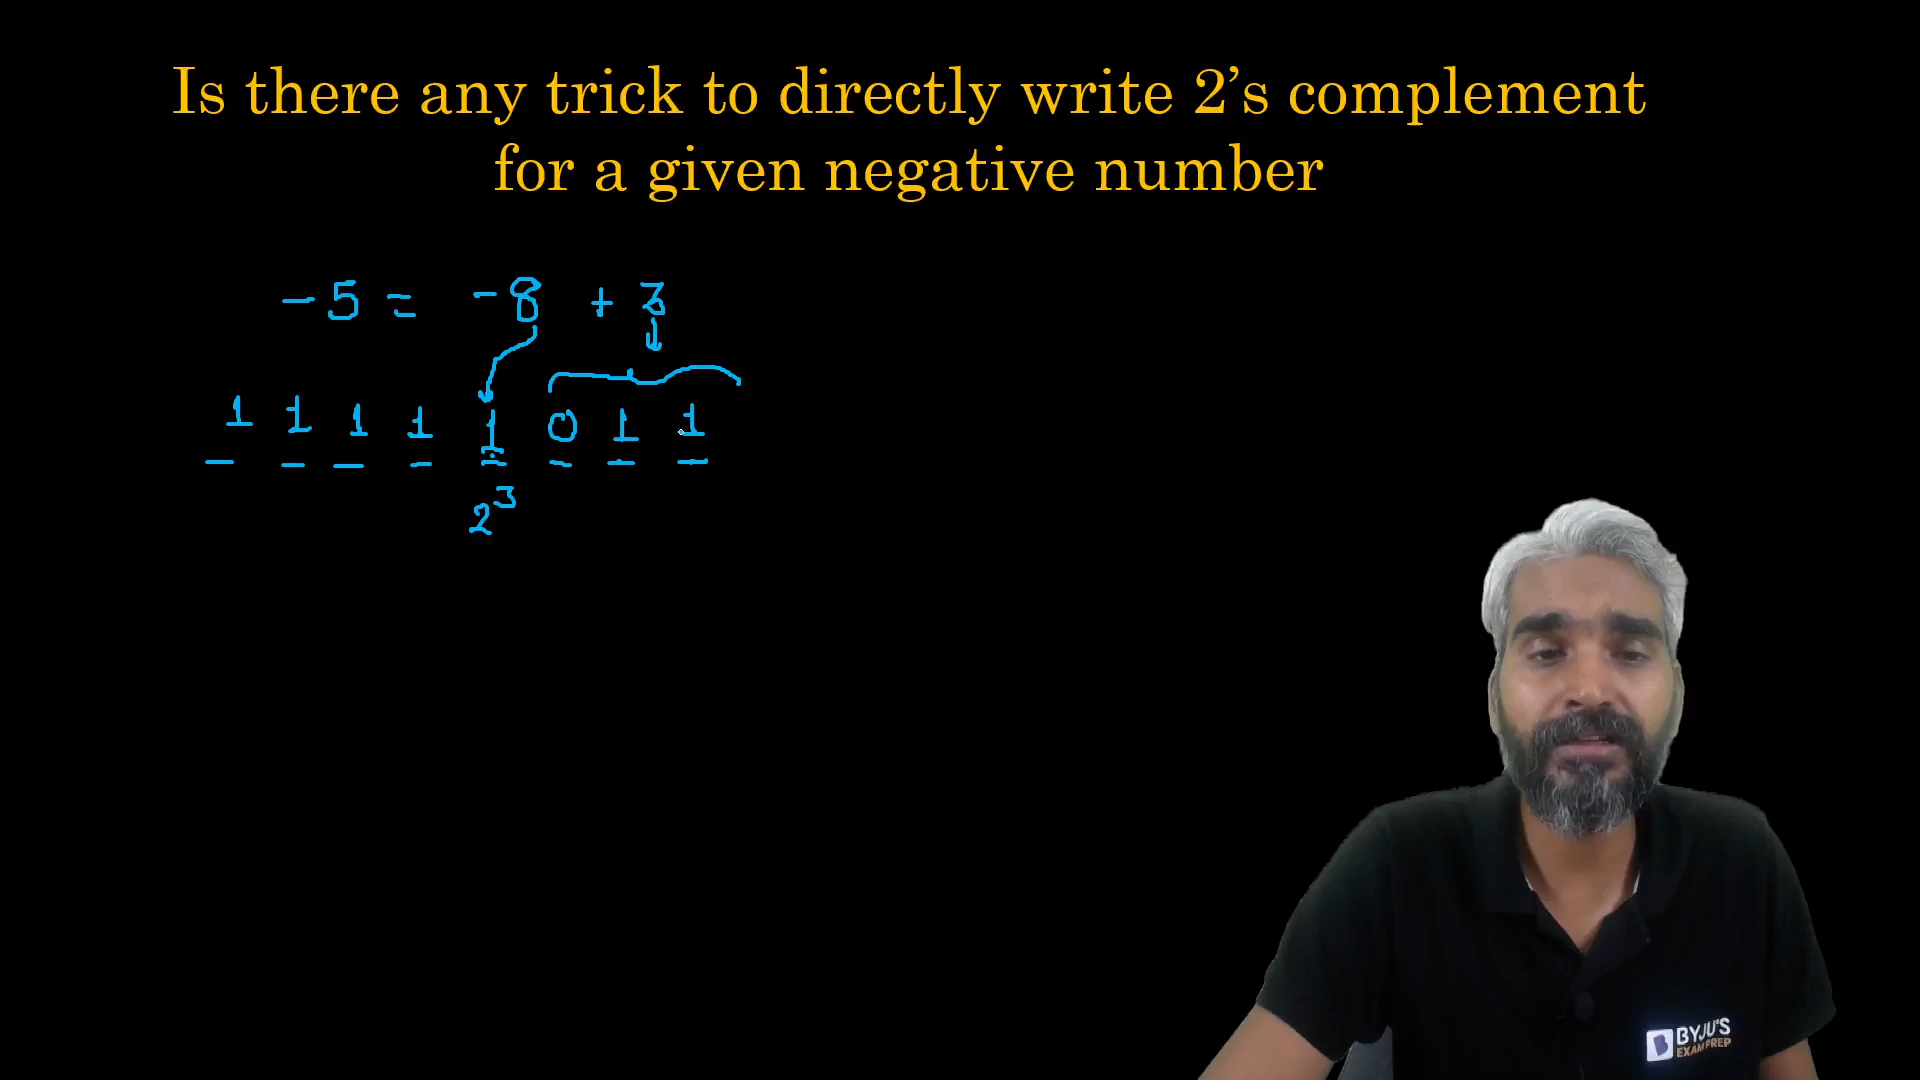 Is there any trick to directly write 2’s complement
for a given negative number
-5 = -8 + 3
1 1 1 1 1 0 1 1
2³
BYJU'S
EXAM PREP